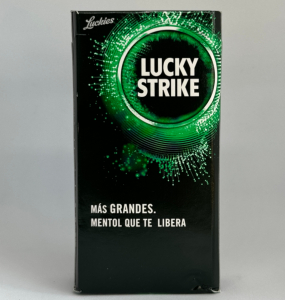 Luckies
LUCKY
STRIKE
MÁS GRANDES.
MENTOL QUE TE LIBERA